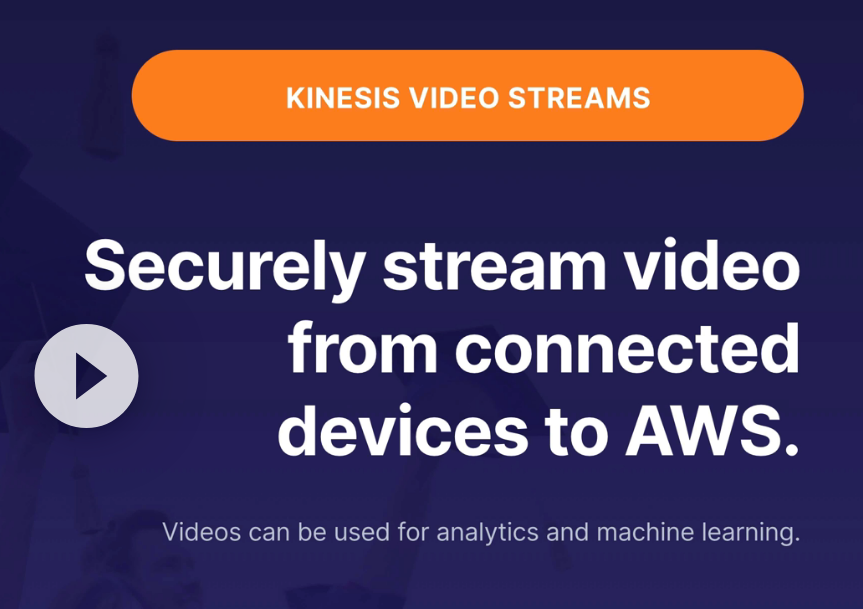 KINESIS VIDEO STREAMS
Securely stream video
from connected
devices to AWS.
Videos can be used for analytics and machine learning.